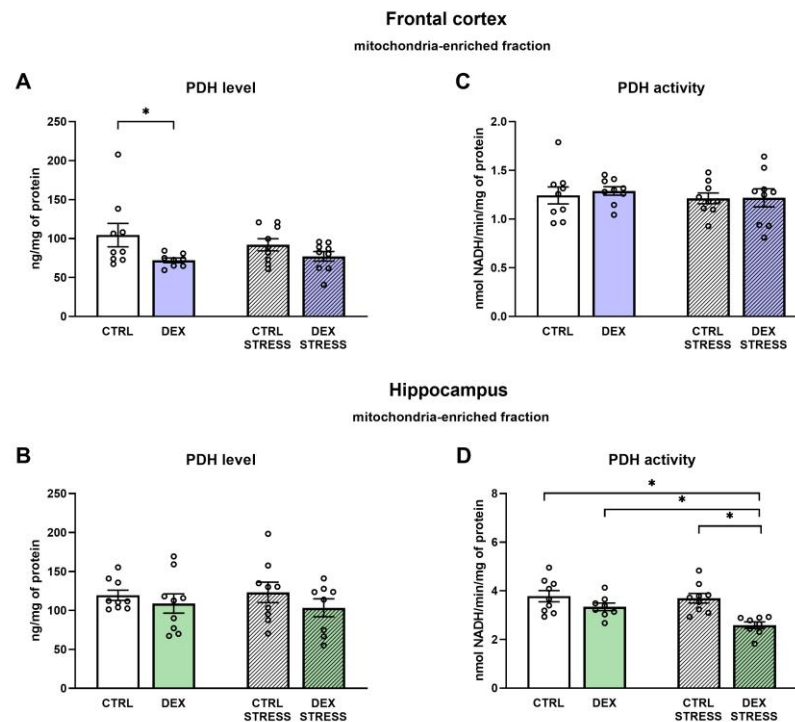 Frontal cortex
mitochondria-enriched fraction
A
PDH level
*
ng/mg of protein
250
200
150
100
50
0
CTRL
DEX
CTRL
STRESS
DEX
STRESS
C
PDH activity
nmol NADH/min/mg of protein
2.0
1.5
1.0
0.5
0.0
CTRL
DEX
CTRL
STRESS
DEX
STRESS
Hippocampus
mitochondria-enriched fraction
B
PDH level
ng/mg of protein
250
200
150
100
50
0
CTRL
DEX
CTRL
STRESS
DEX
STRESS
D
PDH activity
*
*
*
nmol NADH/min/mg of protein
8
6
4
2
0
CTRL
DEX
CTRL
STRESS
DEX
STRESS